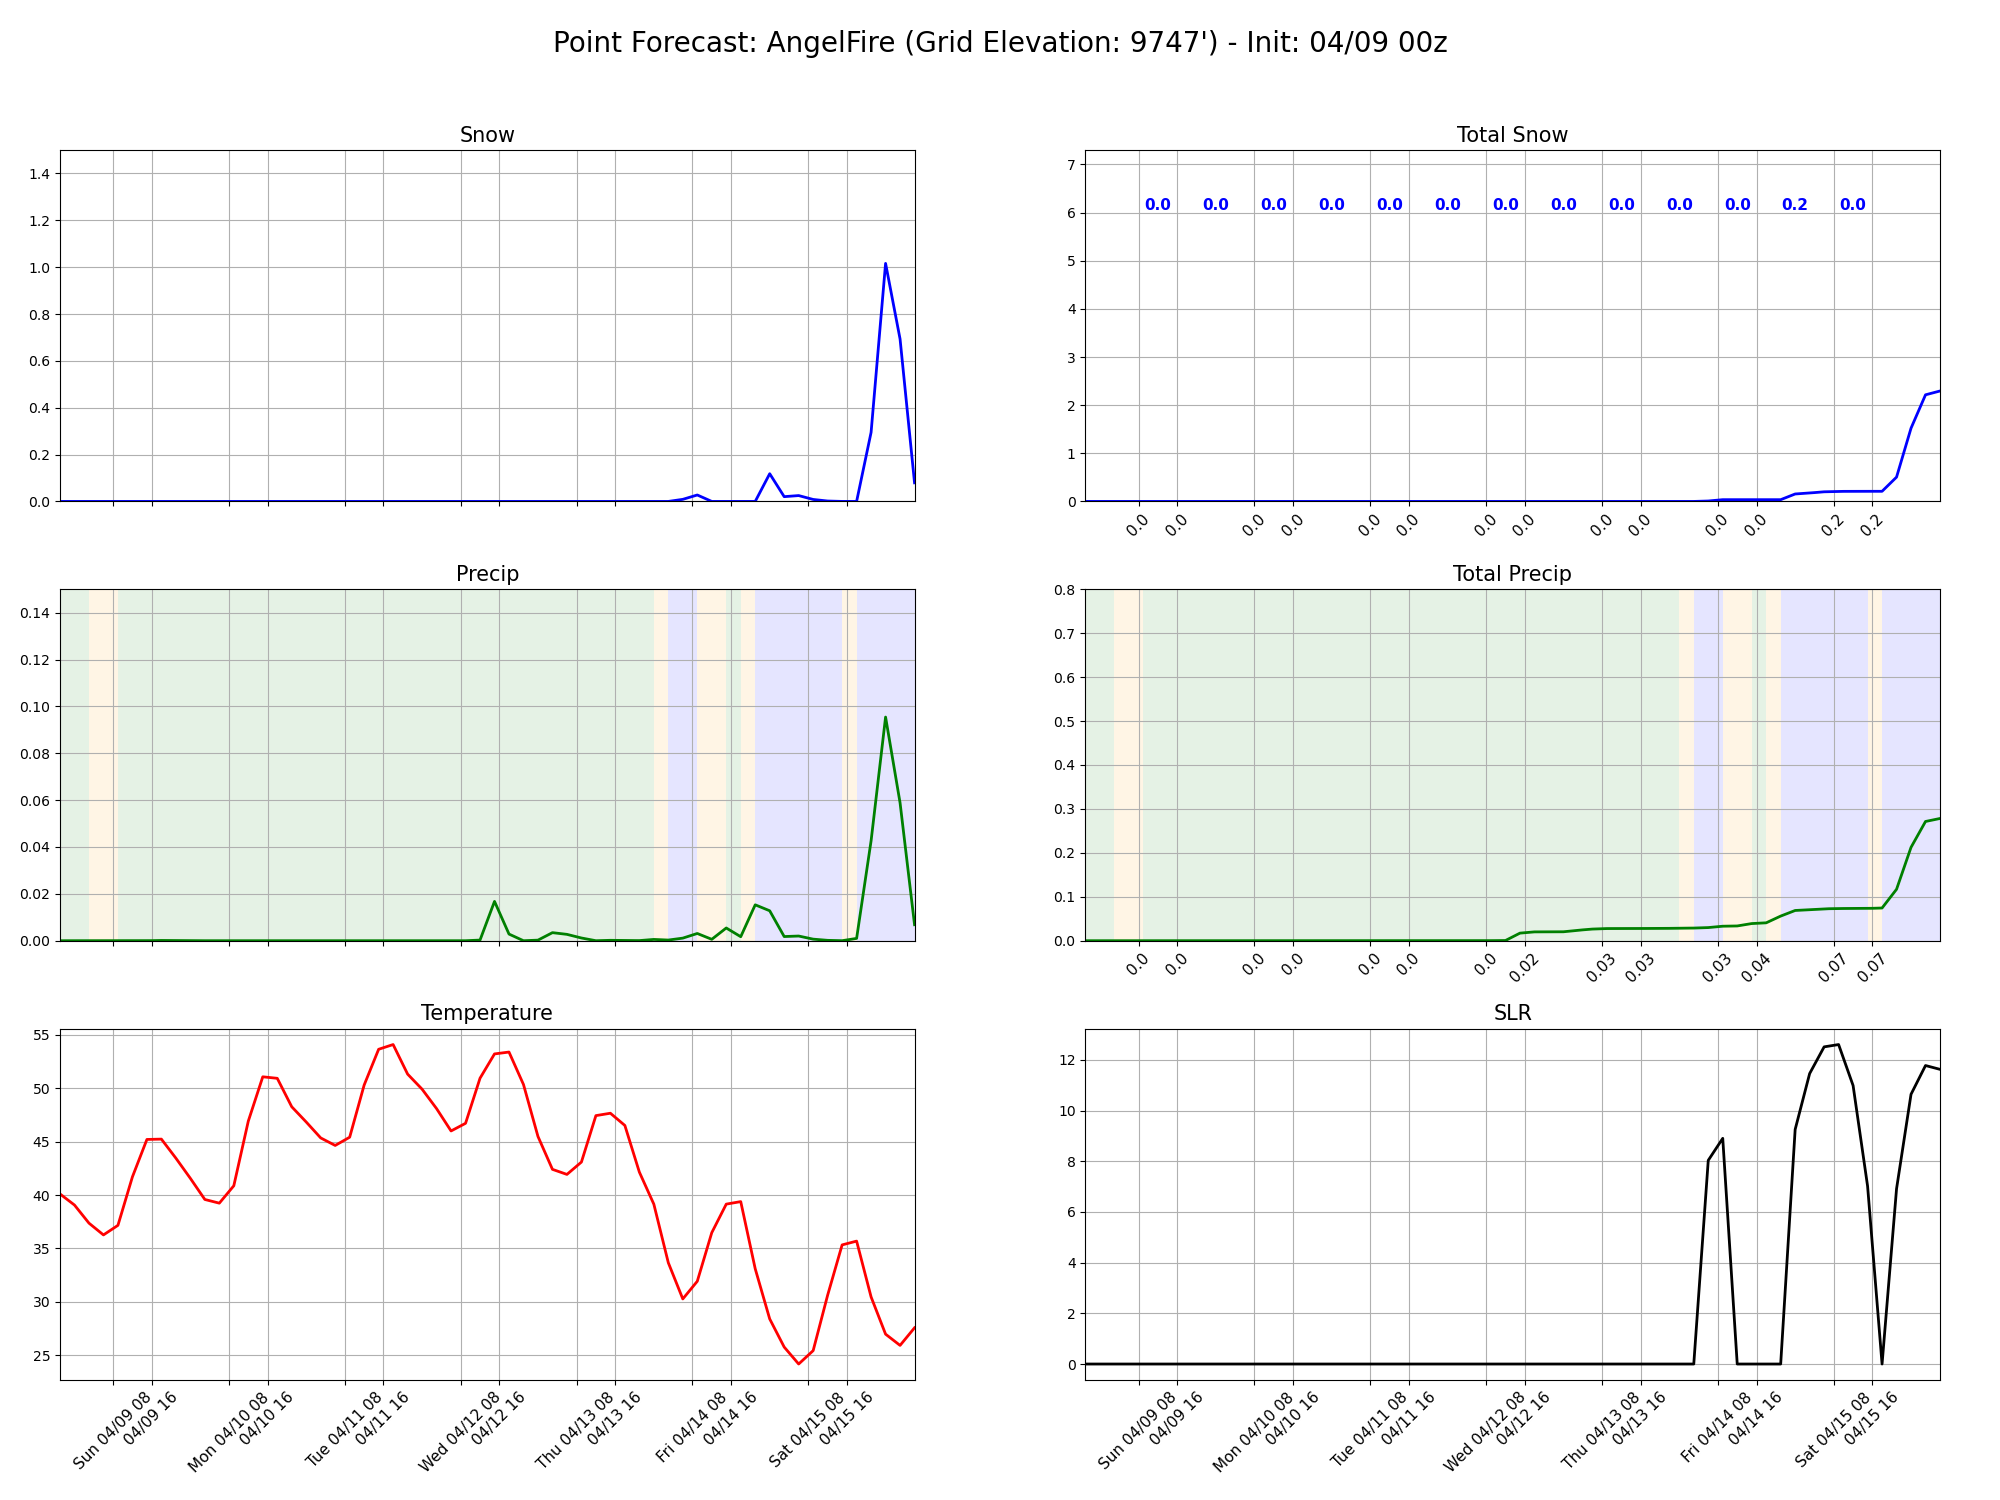 Point Forecast: AngelFire (Grid Elevation: 9747') - Init: 04/09 00z
Snow
1.4
1.2
1.0
0.8
0.6
0.4
0.2
0.0
Total Snow
7
6
5
4
3
2
1
0
0.0 0.0 0.0 0.0 0.0 0.0 0.0 0.0 0.0 0.0 0.0 0.2 0.0
0.0 0.0 0.0 0.0 0.0 0.0 0.0 0.0 0.0 0.0 0.0 0.0 0.2 0.2
Precip
0.14
0.12
0.10
0.08
0.06
0.04
0.02
0.00
Total Precip
0.8
0.7
0.6
0.5
0.4
0.3
0.2
0.1
0.0
0.0 0.0 0.0 0.0 0.0 0.0 0.0 0.02 0.03 0.03 0.03 0.04 0.07 0.07
Temperature
55
50
45
40
35
30
25
Sun 04/09 08
04/09 16
Mon 04/10 08
04/10 16
Tue 04/11 08
04/11 16
Wed 04/12 08
04/12 16
Thu 04/13 08
04/13 16
Fri 04/14 08
04/14 16
Sat 04/15 08
04/15 16
SLR
12
10
8
6
4
2
0
Sun 04/09 08
04/09 16
Mon 04/10 08
04/10 16
Tue 04/11 08
04/11 16
Wed 04/12 08
04/12 16
Thu 04/13 08
04/13 16
Fri 04/14 08
04/14 16
Sat 04/15 08
04/15 16